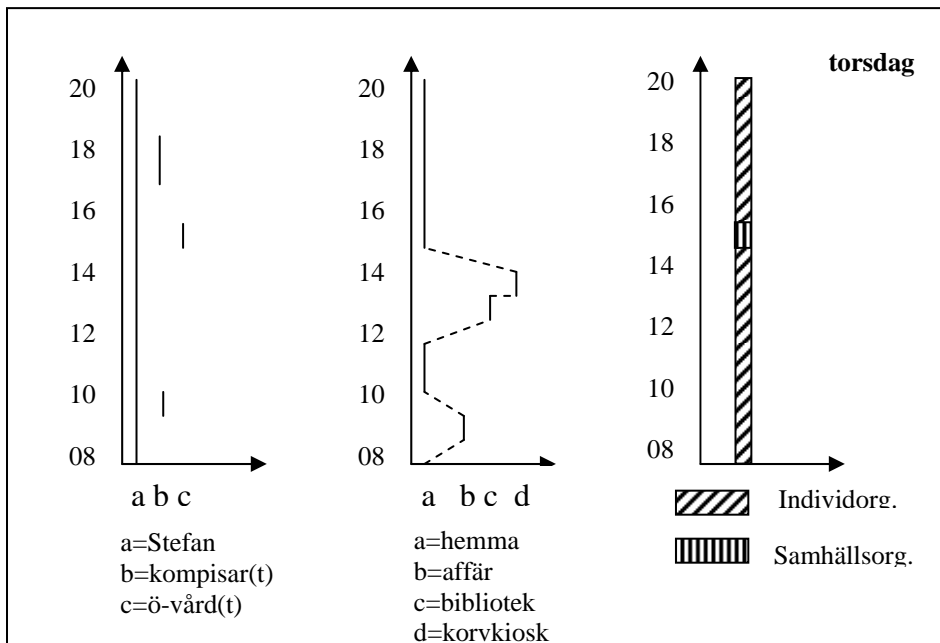 torsdag
20
18
16
14
12
10
08
a b c
a=Stefan
b=kompisar(t)
c=ö-vård(t)
20
18
16
14
12
10
08
a b c d
a=hemma
b=affär
c=bibliotek
d=korvkiosk
20
18
16
14
12
10
08
Individorg.
Samhällsorg.